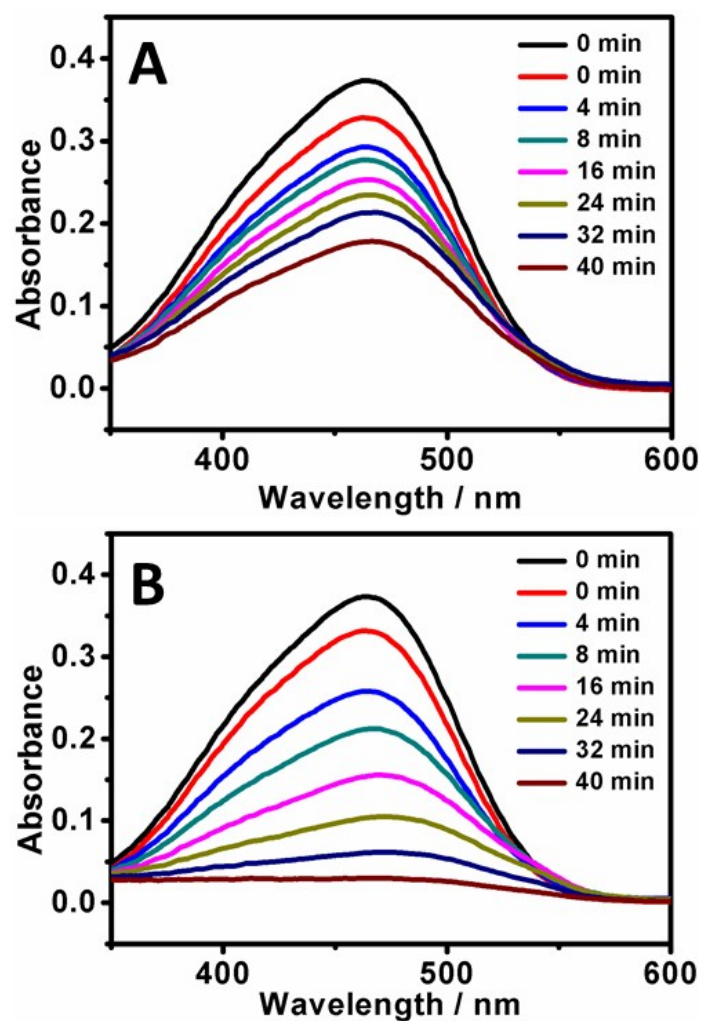 A
0 min
0 min
4 min
8 min
16 min
24 min
32 min
40 min
0.4
0.3
0.2
0.1
0.0
Absorbance
400
500
600
Wavelength / nm
B
0 min
0 min
4 min
8 min
16 min
24 min
32 min
40 min
0.4
0.3
0.2
0.1
0.0
Absorbance
400
500
600
Wavelength / nm